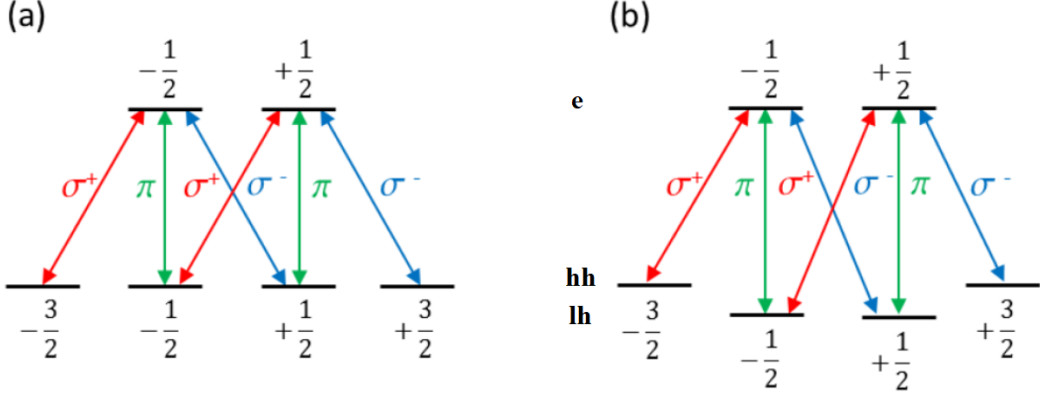 (a)
(b)
−1/2 +1/2
−1/2 +1/2
e
σ⁺ π σ⁺ σ⁻ π σ⁻
σ⁺ π σ⁺ σ⁻ π σ⁻
hh
lh
−3/2 −1/2 +1/2 +3/2
−3/2 −1/2 +1/2 +3/2